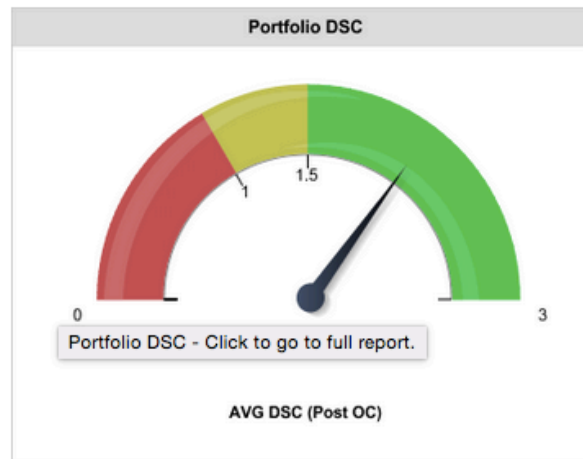 Portfolio DSC
1.5
1
0
3
Portfolio DSC - Click to go to full report.
AVG DSC (Post OC)